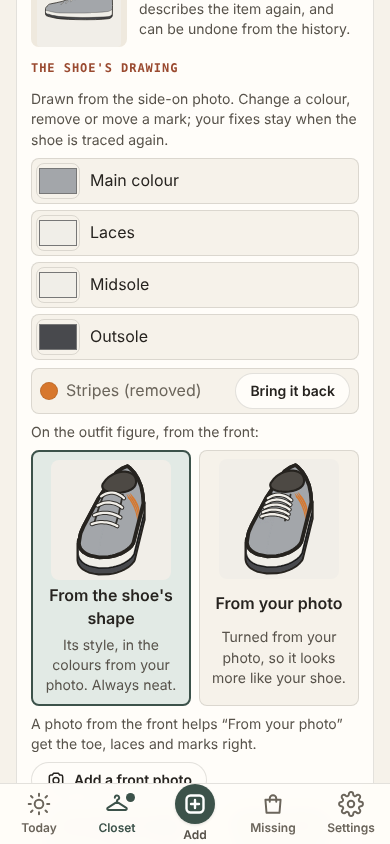 describes the item again, and
can be undone from the history.
THE SHOE'S DRAWING
Drawn from the side-on photo. Change a colour,
remove or move a mark; your fixes stay when the
shoe is traced again.
Main colour
Laces
Midsole
Outsole
Stripes (removed)
Bring it back
On the outfit figure, from the front:
From the shoe's
shape
Its style, in the
colours from your
photo. Always neat.
From your photo
Turned from your
photo, so it looks
more like your shoe.
A photo from the front helps “From your photo”
get the toe, laces and marks right.
Add a front photo
Today
Closet
Add
Missing
Settings